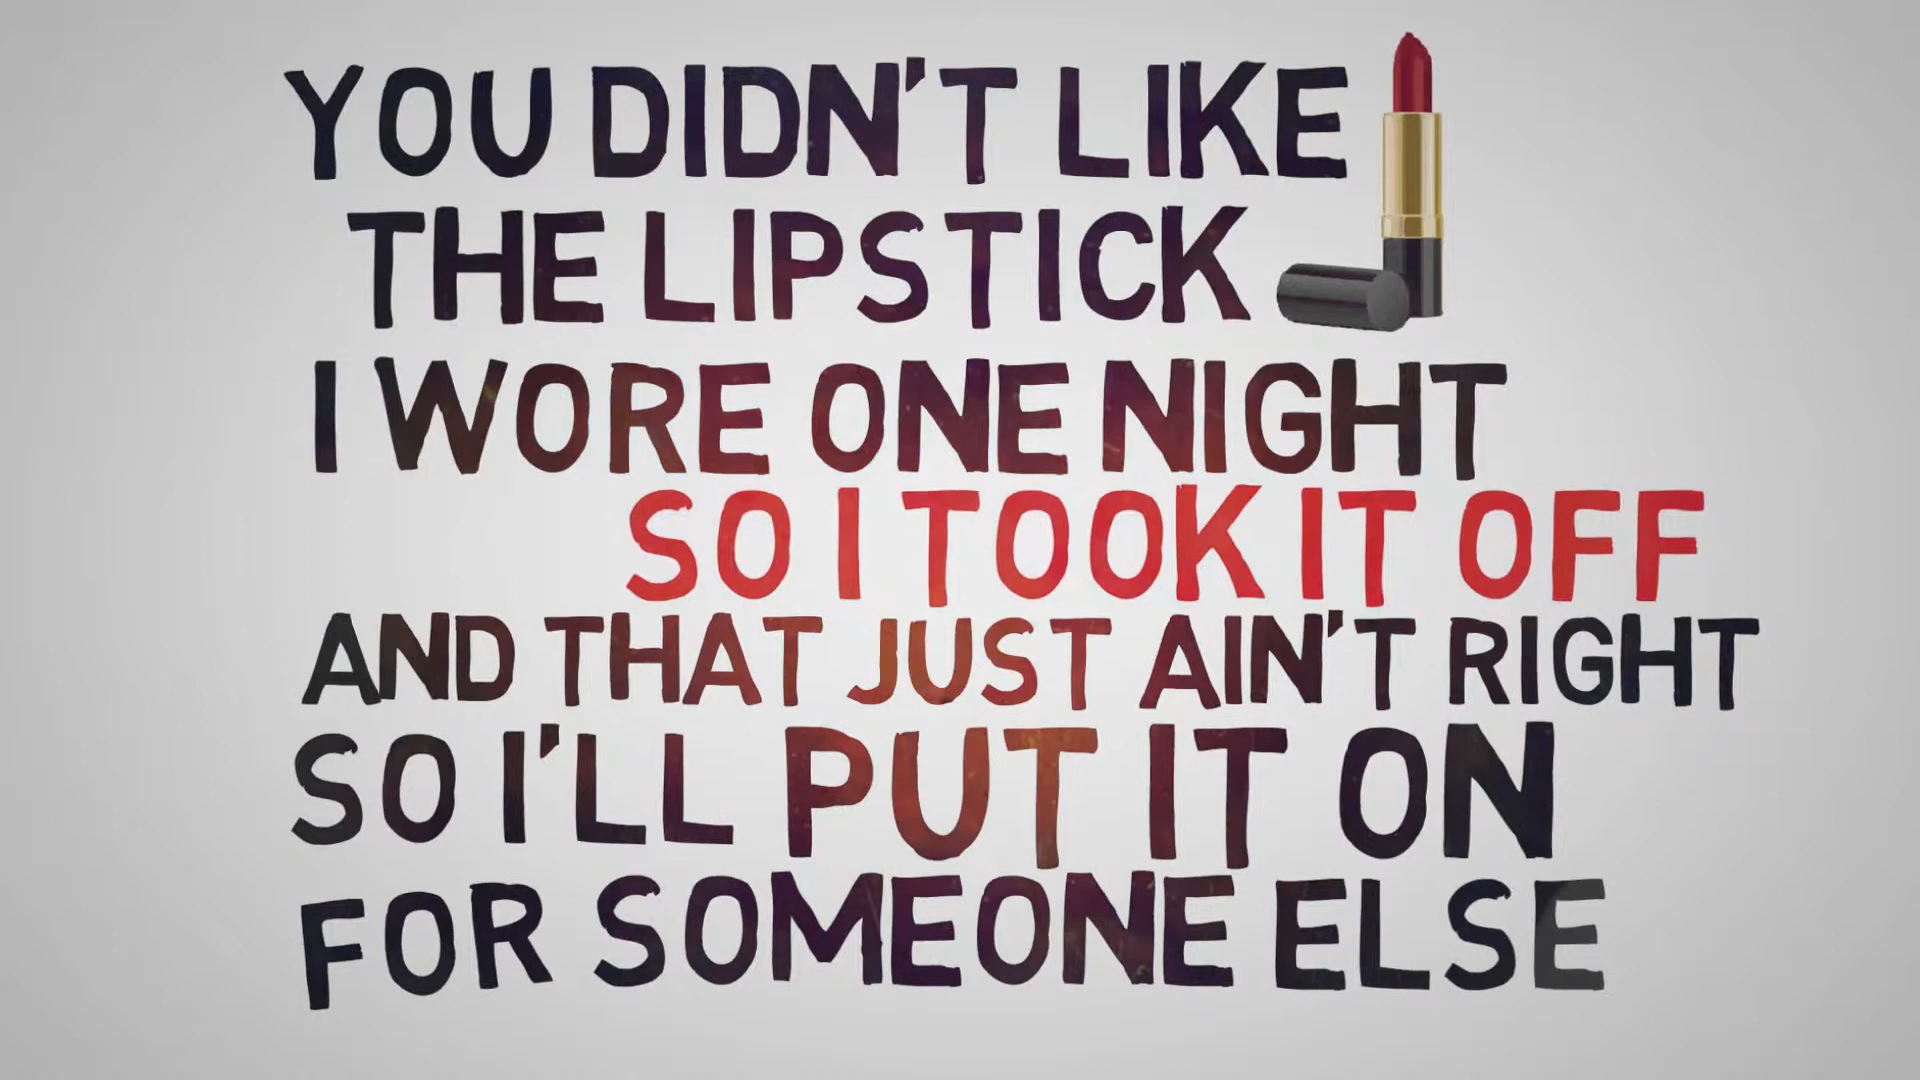 YOU DIDN'T LIKE
THE LIPSTICK
I WORE ONE NIGHT
SO I TOOK IT OFF
AND THAT JUST AIN'T RIGHT
SO I'LL PUT IT ON
FOR SOMEONE ELSE